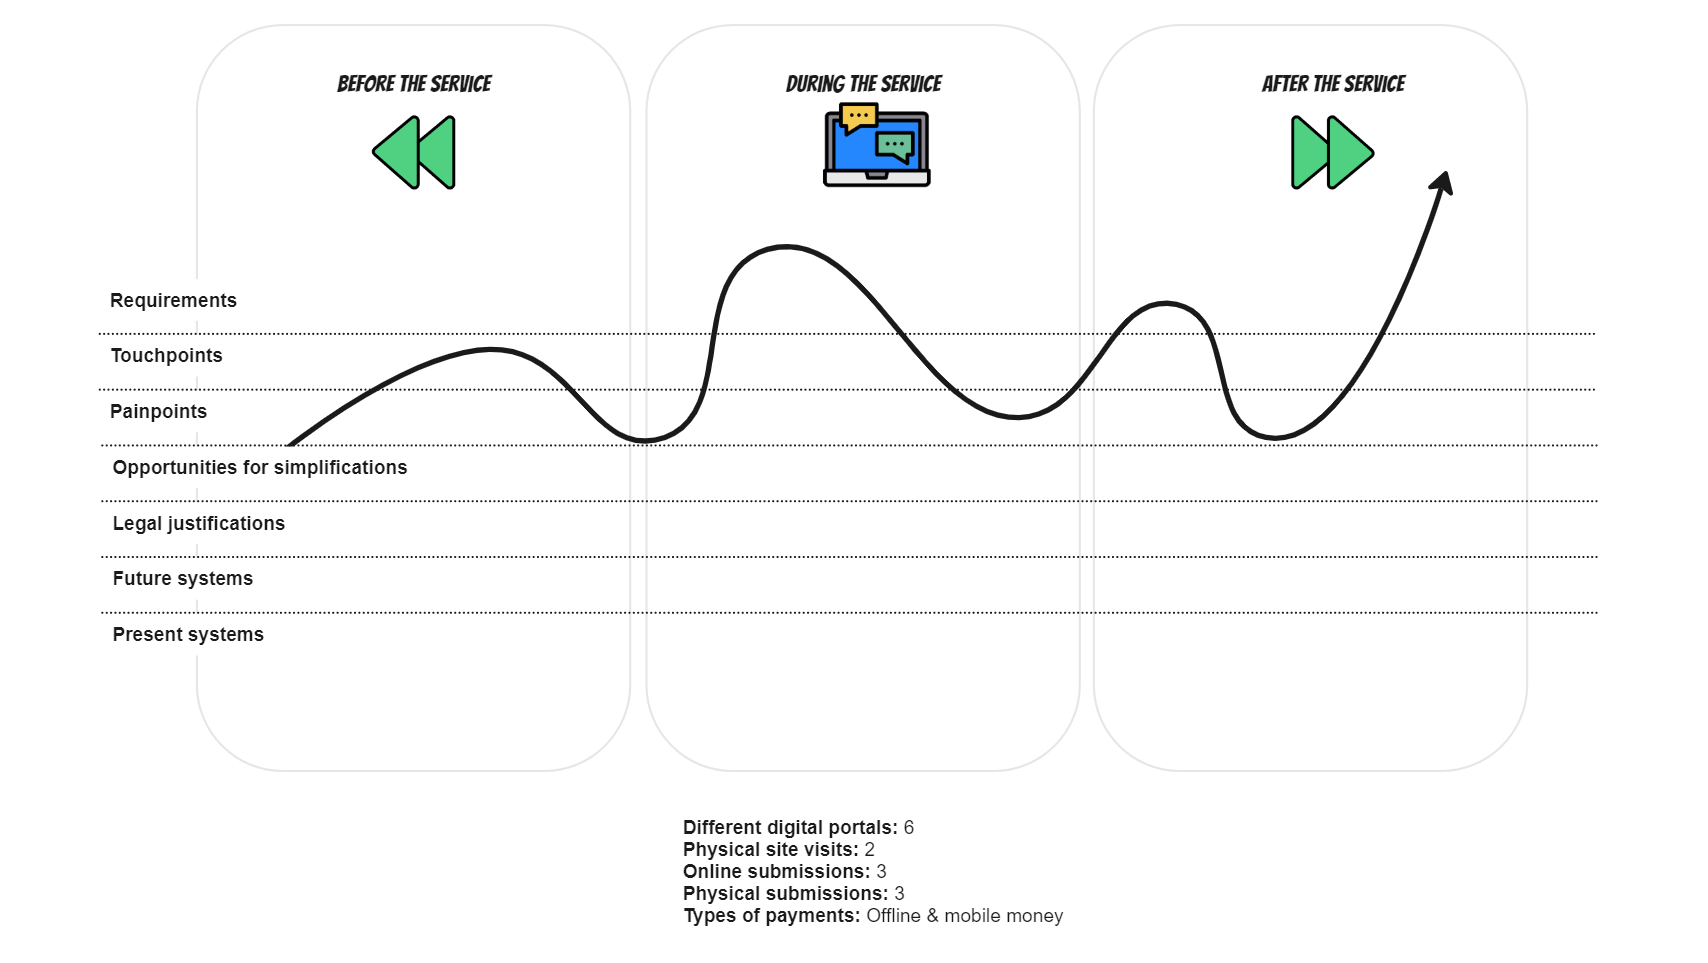 BEFORE THE SERVICE
DURING THE SERVICE
AFTER THE SERVICE
Requirements
Touchpoints
Painpoints
Opportunities for simplifications
Legal justifications
Future systems
Present systems
Different digital portals: 6
Physical site visits: 2
Online submissions: 3
Physical submissions: 3
Types of payments: Offline & mobile money